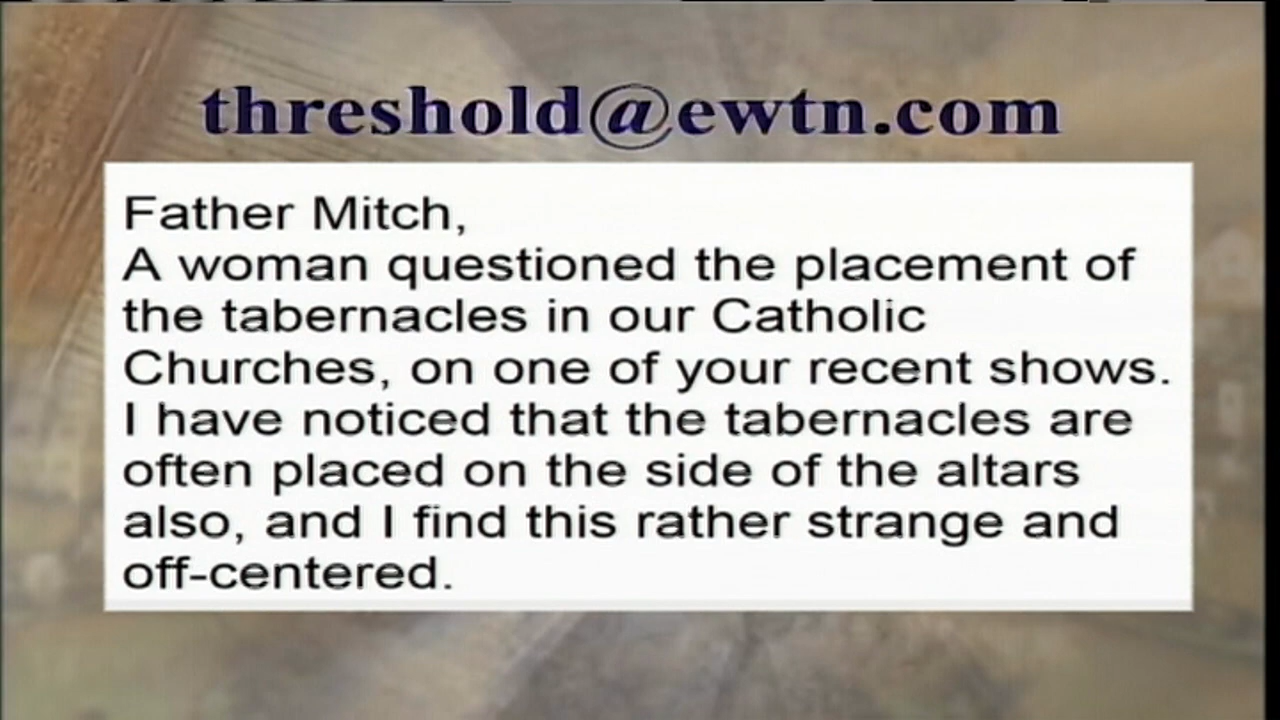 threshold@ewtn.com
Father Mitch,
A woman questioned the placement of
the tabernacles in our Catholic
Churches, on one of your recent shows.
I have noticed that the tabernacles are
often placed on the side of the altars
also, and I find this rather strange and
off-centered.